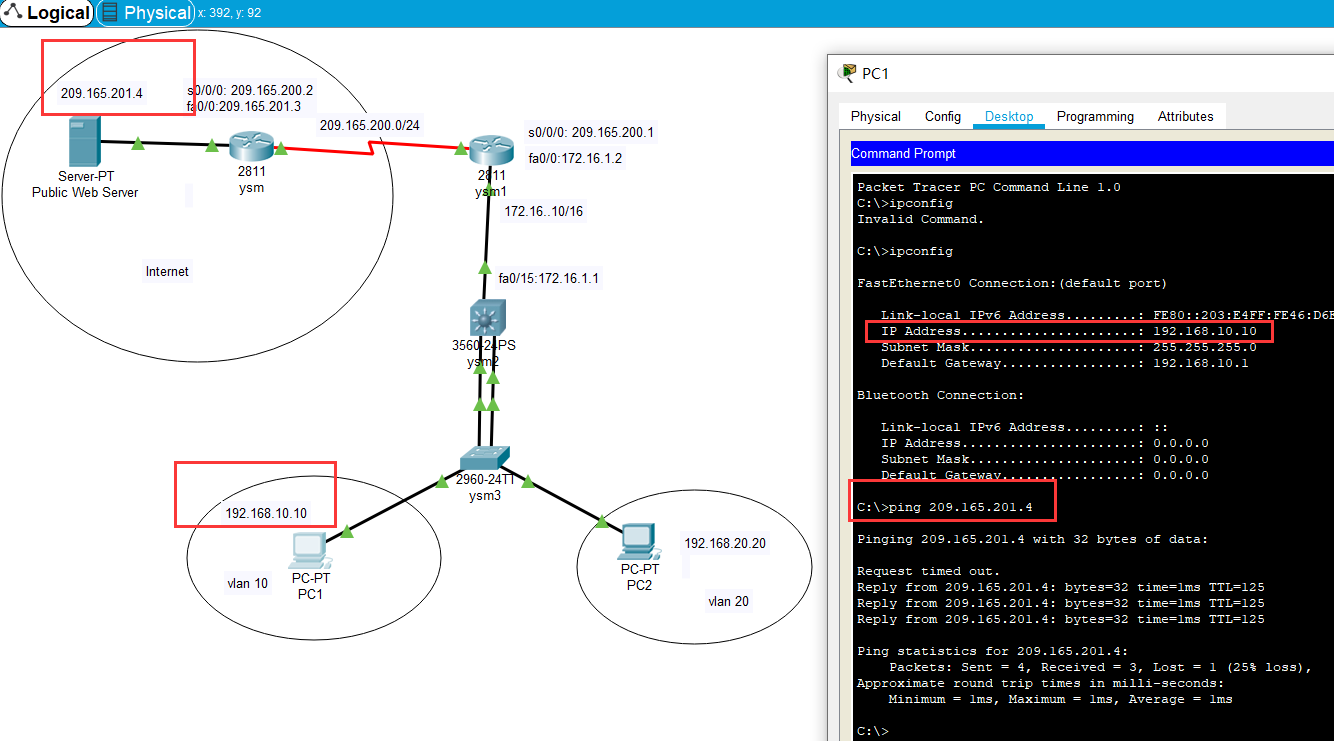 Logical
Physical
x: 392, y: 92
209.165.201.4
s0/0/0: 209.165.200.2
fa0/0:209.165.201.3
209.165.200.0/24
s0/0/0: 209.165.200.1
fa0/0:172.16.1.2
Server-PT
Public Web Server
2811
ysm
2811
ysm1
172.16..10/16
Internet
fa0/15:172.16.1.1
3560-24PS
ysm2
2960-24TT
ysm3
192.168.10.10
vlan 10
PC-PT
PC1
192.168.20.20
PC-PT
PC2
vlan 20
PC1
Physical
Config
Desktop
Programming
Attributes
Command Prompt
Packet Tracer PC Command Line 1.0
C:\>ipconfig
Invalid Command.
C:\>ipconfig
FastEthernet0 Connection:(default port)
Link-local IPv6 Address.........: FE80::203:E4FF:FE46:D6E
IP Address......................: 192.168.10.10
Subnet Mask.....................: 255.255.255.0
Default Gateway.................: 192.168.10.1
Bluetooth Connection:
Link-local IPv6 Address.........: ::
IP Address......................: 0.0.0.0
Subnet Mask.....................: 0.0.0.0
Default Gateway.................: 0.0.0.0
C:\>ping 209.165.201.4
Pinging 209.165.201.4 with 32 bytes of data:
Request timed out.
Reply from 209.165.201.4: bytes=32 time=1ms TTL=125
Reply from 209.165.201.4: bytes=32 time=1ms TTL=125
Reply from 209.165.201.4: bytes=32 time=1ms TTL=125
Ping statistics for 209.165.201.4:
Packets: Sent = 4, Received = 3, Lost = 1 (25% loss),
Approximate round trip times in milli-seconds:
Minimum = 1ms, Maximum = 1ms, Average = 1ms
C:\>